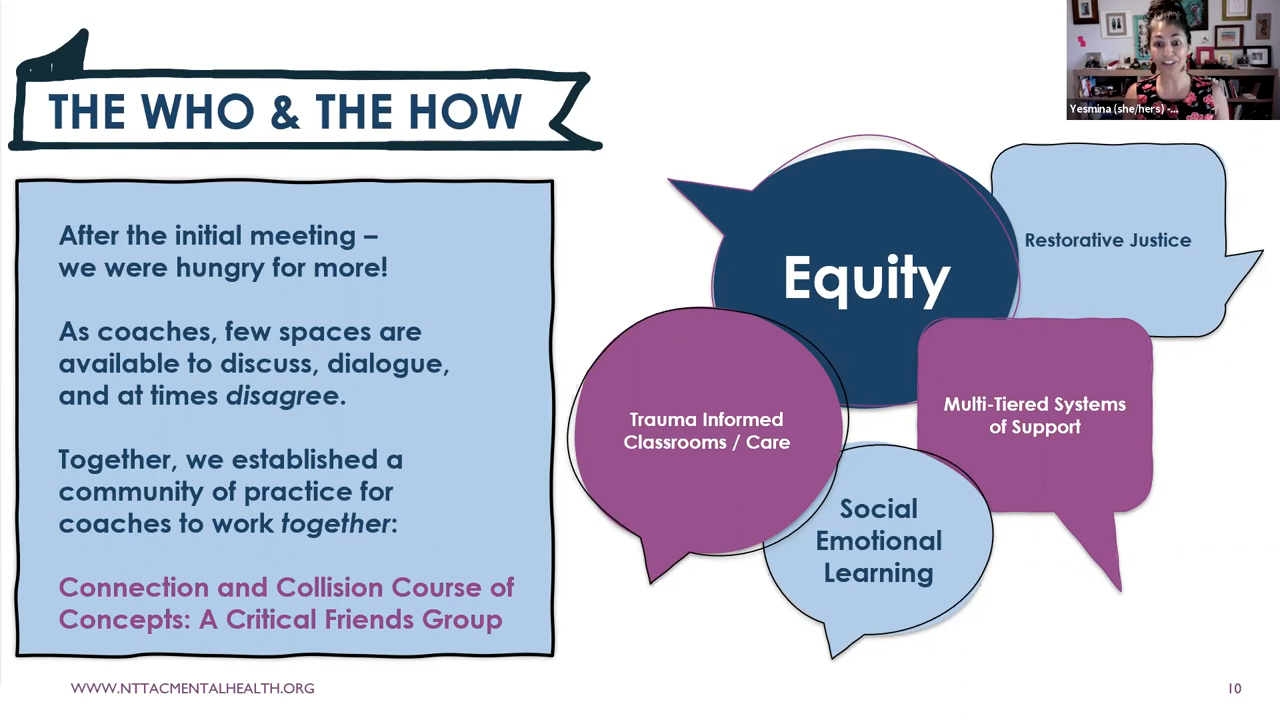 THE WHO & THE HOW
After the initial meeting –
we were hungry for more!
As coaches, few spaces are
available to discuss, dialogue,
and at times disagree.
Together, we established a
community of practice for
coaches to work together:
Connection and Collision Course of
Concepts: A Critical Friends Group
Equity
Restorative Justice
Trauma Informed
Classrooms / Care
Multi-Tiered Systems
of Support
Social
Emotional
Learning
Yesmina (she/hers) -...
WWW.NTTACMENTALHEALTH.ORG
10